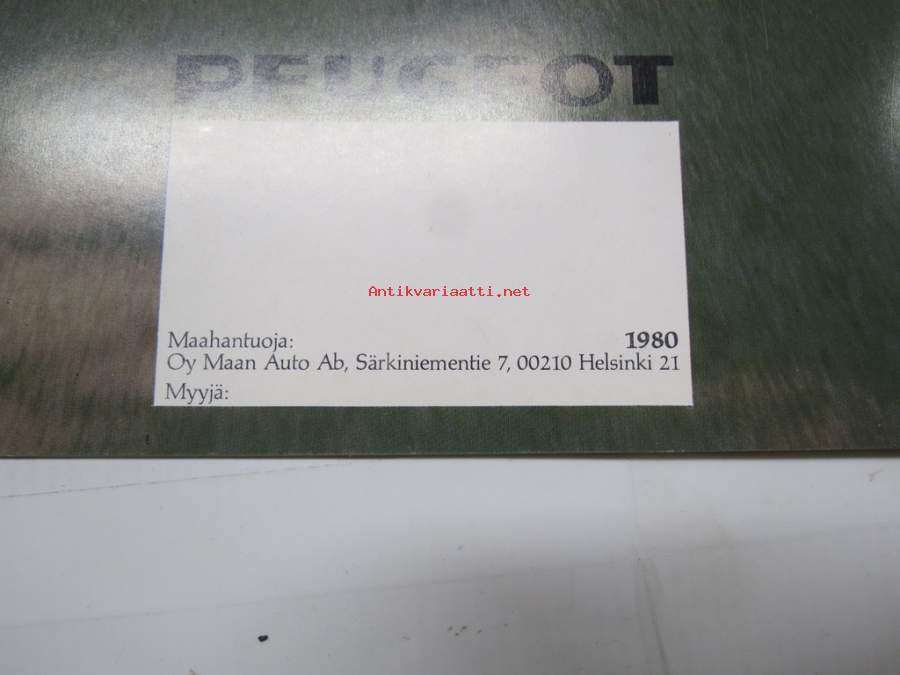 PEUGEOT
Antikvariaatti.net
Maahantuoja: 1980
Oy Maan Auto Ab, Särkiniementie 7, 00210 Helsinki 21
Myyjä: